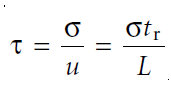 τ = σ/u = σt_r/L